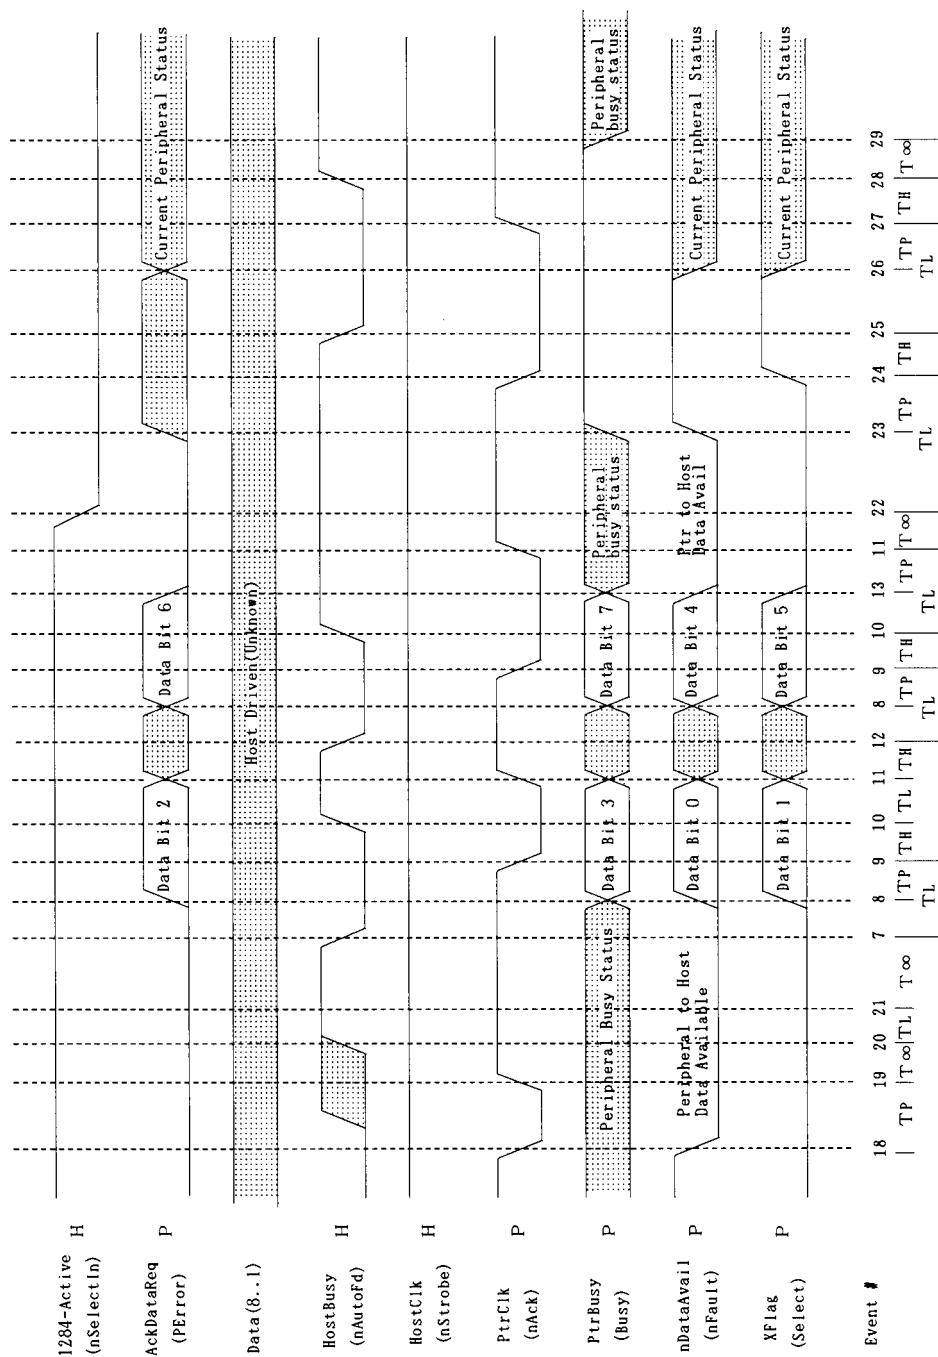 1284-Active
(nSelectIn)
H
AckDataReq
(PError)
P
Data Bit 2
Data Bit 6
Current Peripheral Status
Data(8..1)
Host Driven(Unknown)
HostBusy
(nAutoFd)
H
HostClk
(nStrobe)
H
PtrClk
(nAck)
P
PtrBusy
(Busy)
P
Peripheral Busy Status
Data Bit 3
Data Bit 7
Peripheral
busy status
Peripheral
busy status
nDataAvail
(nFault)
P
Peripheral to Host
Data Available
Data Bit 0
Data Bit 4
Ptr to Host
Data Avail
Current Peripheral Status
XFlag
(Select)
P
Data Bit 1
Data Bit 5
Current Peripheral Status
Event #
18 19 20 21 7 8 9 10 11 12 8 9 10 13 11 22 23 24 25 26 27 28 29
| TP |T∞|TL| T∞ |TP|TH|TL|TH |TP|TH |TP|T∞| |TP|TH |TP|TH|T∞|
TL TL TL TL TL